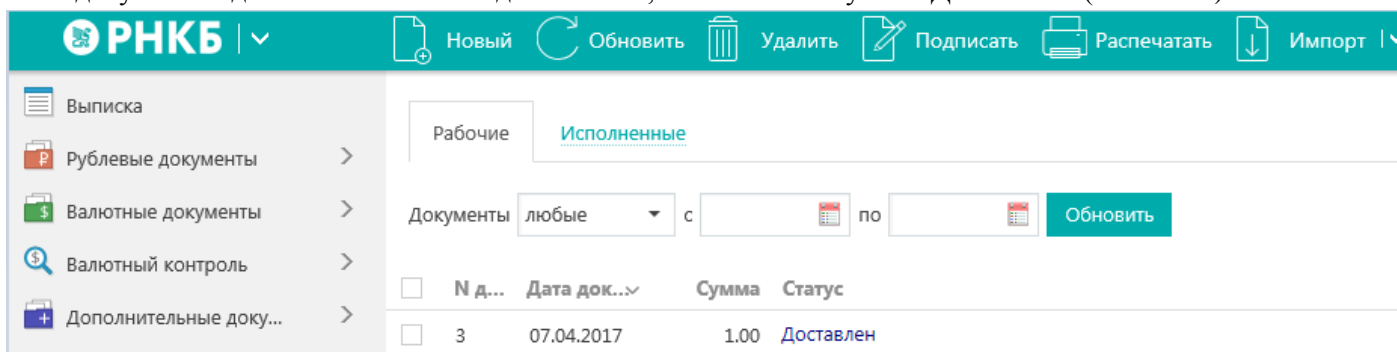 РНКБ
Новый Обновить Удалить Подписать Распечатать Импорт
Выписка
Рублевые документы
Валютные документы
Валютный контроль
Дополнительные доку...
Рабочие Исполненные
Документы любые с по Обновить
N д... Дата док... Сумма Статус
3 07.04.2017 1.00 Доставлен